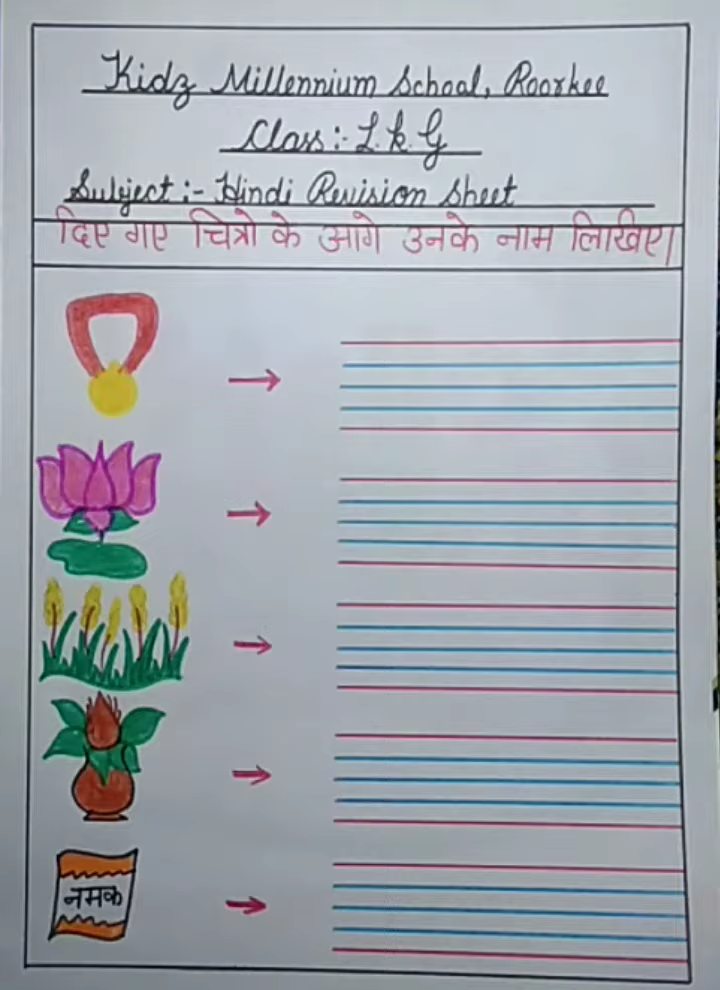 Kidz Millennium School, Roorkee
Class:- L.K.G
Subject:- Hindi Revision Sheet
दिए गए चित्रो के आगे उनके नाम लिखिए।
नमक